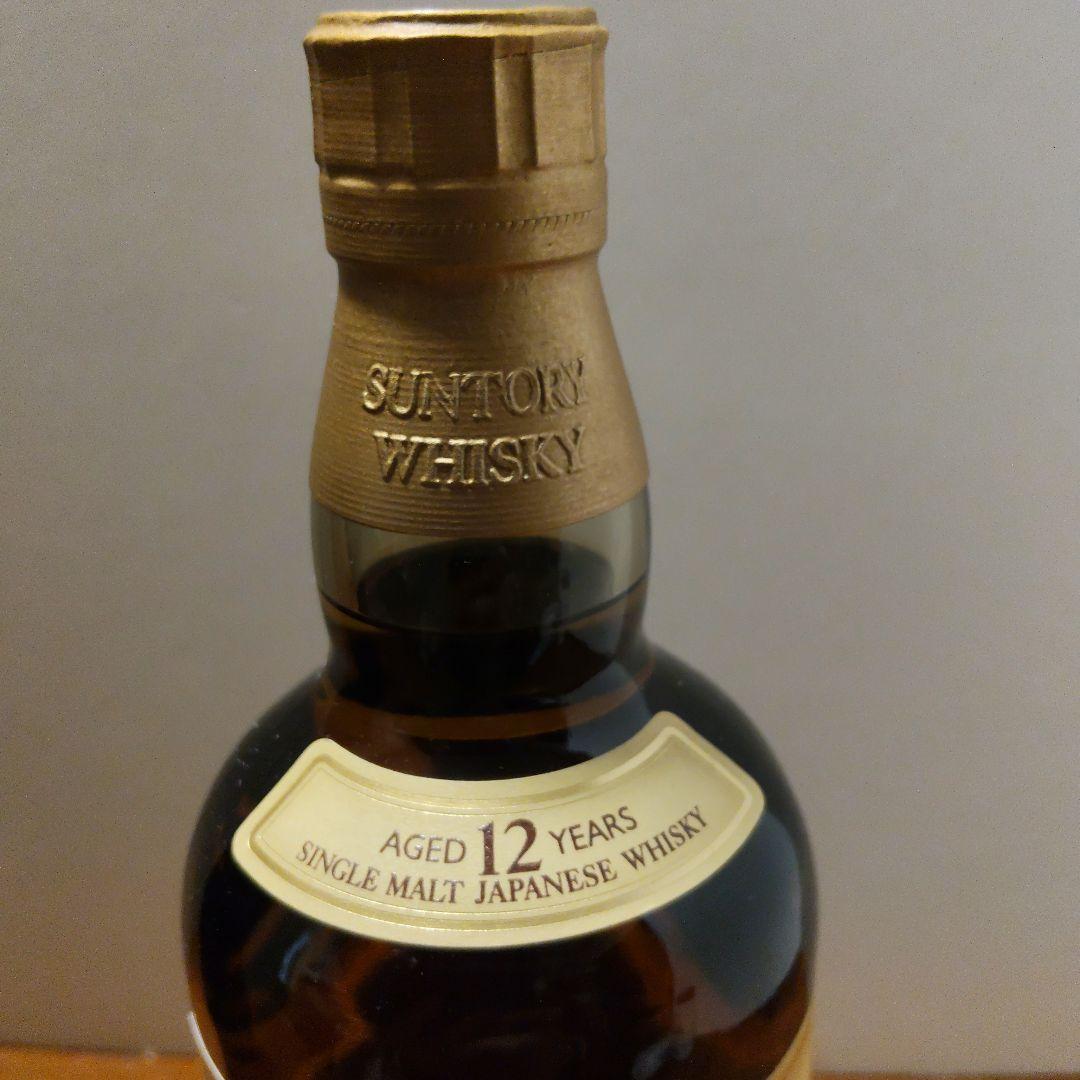 SUNTORY
WHISKY
AGED 12 YEARS
SINGLE MALT JAPANESE WHISKY